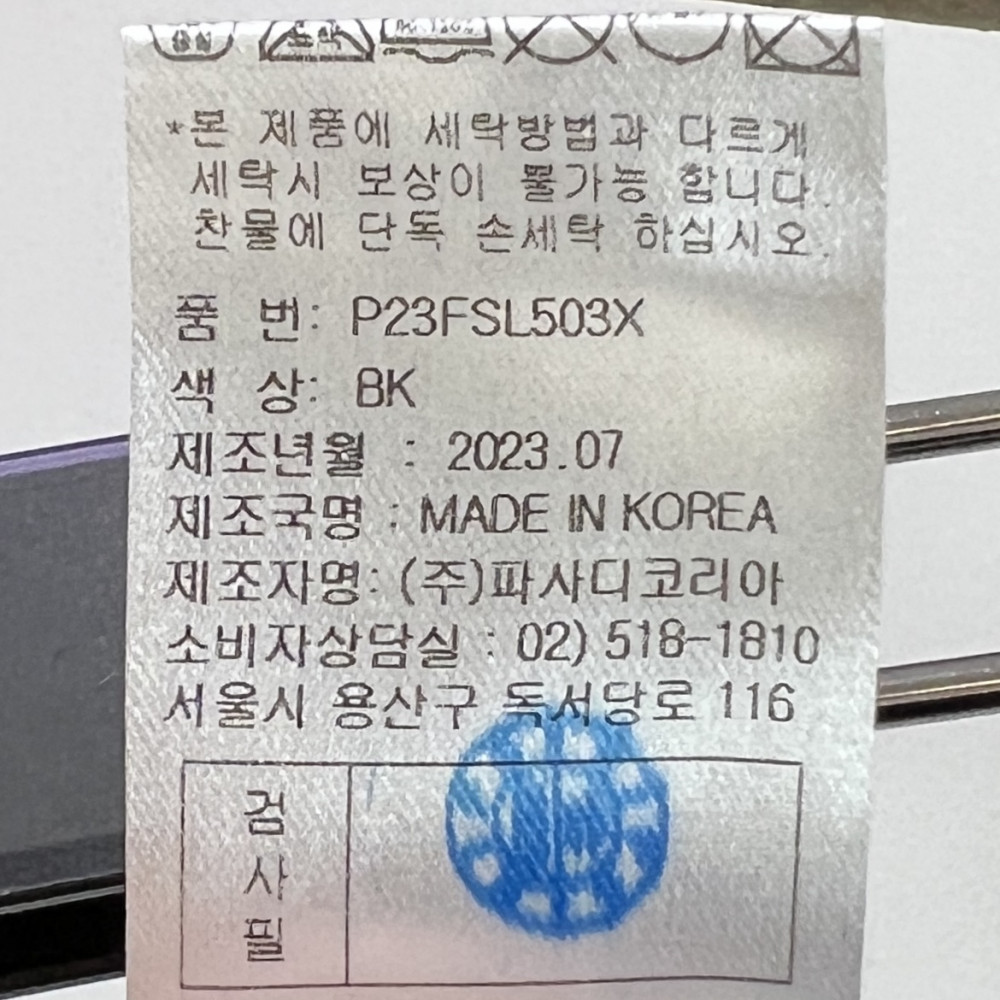 *본 제품에 세탁방법과 다르게
세탁시 보상이 불가능 합니다.
찬물에 단독 손세탁 하십시오.
품 번: P23FSL503X
색 상: BK
제조년월 : 2023.07
제조국명 : MADE IN KOREA
제조자명: (주)파사디코리아
소비자상담실 : 02) 518-1810
서울시 용산구 독서당로 116
검
사
필